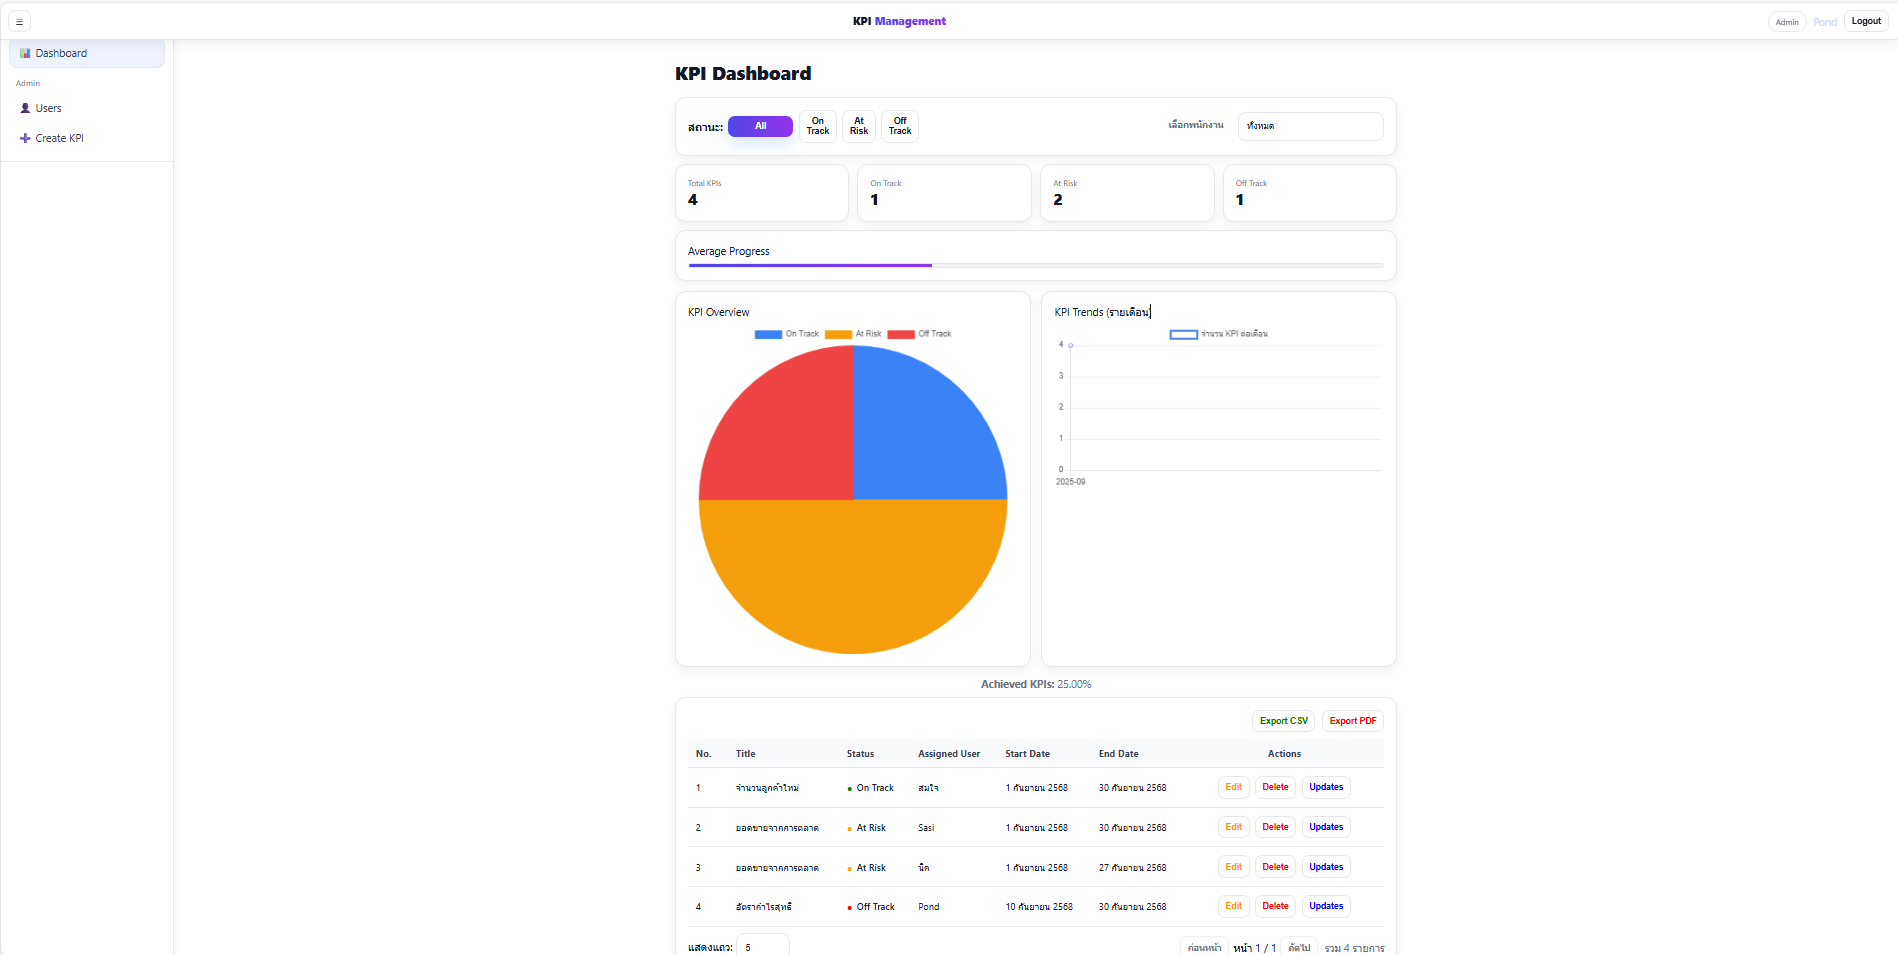 ☰ KPI Management Admin Pond Logout
Dashboard
Admin
Users
Create KPI
KPI Dashboard
สถานะ: All On Track At Risk Off Track เลือกพนักงาน ทั้งหมด
Total KPIs
4
On Track
1
At Risk
2
Off Track
1
Average Progress
KPI Overview
On Track At Risk Off Track
KPI Trends (รายเดือน)
จำนวน KPI ต่อเดือน
4
3
2
1
0
2025-09
Achieved KPIs: 25.00%
Export CSV Export PDF
No. Title Status Assigned User Start Date End Date Actions
1 จำนวนลูกค้าใหม่ On Track สมใจ 1 กันยายน 2568 30 กันยายน 2568 Edit Delete Updates
2 ยอดขายจากการตลาด At Risk Sasi 1 กันยายน 2568 30 กันยายน 2568 Edit Delete Updates
3 ยอดขายจากการตลาด At Risk นิค 1 กันยายน 2568 27 กันยายน 2568 Edit Delete Updates
4 อัตรากำไรสุทธิ Off Track Pond 10 กันยายน 2568 30 กันยายน 2568 Edit Delete Updates
แสดงแถว: 5 ก่อนหน้า หน้า 1 / 1 ถัดไป รวม 4 รายการ